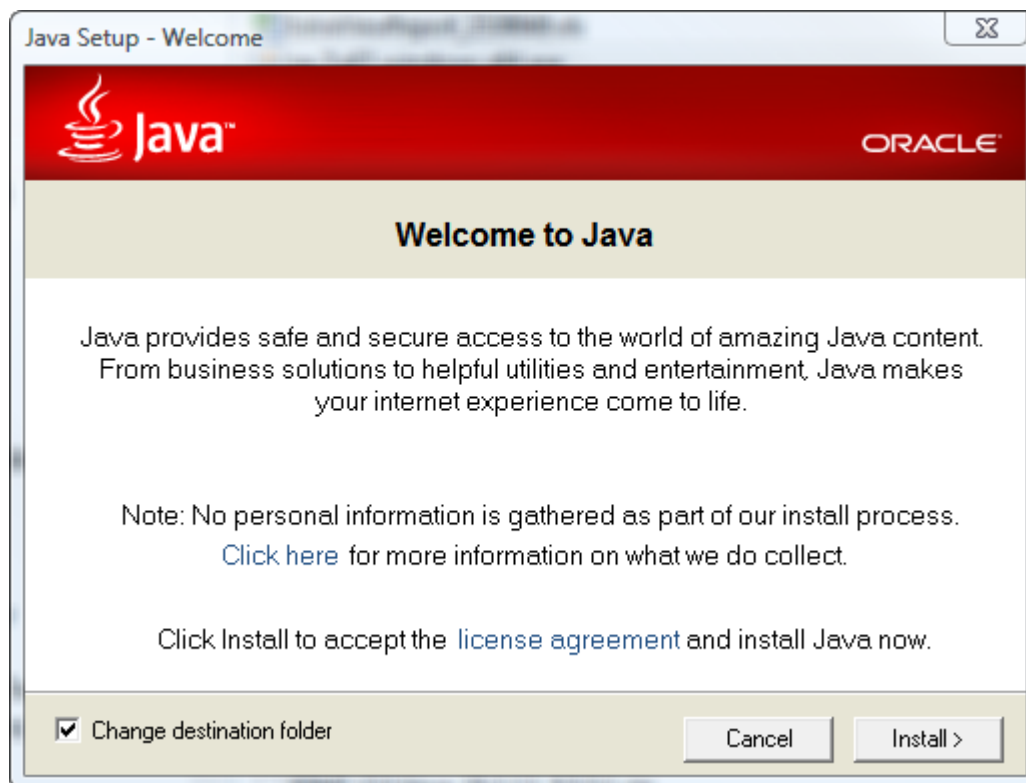 Java Setup - Welcome
Java™
ORACLE
Welcome to Java
Java provides safe and secure access to the world of amazing Java content.
From business solutions to helpful utilities and entertainment, Java makes
your internet experience come to life.
Note: No personal information is gathered as part of our install process.
Click here for more information on what we do collect.
Click Install to accept the license agreement and install Java now.
Change destination folder
Cancel
Install >